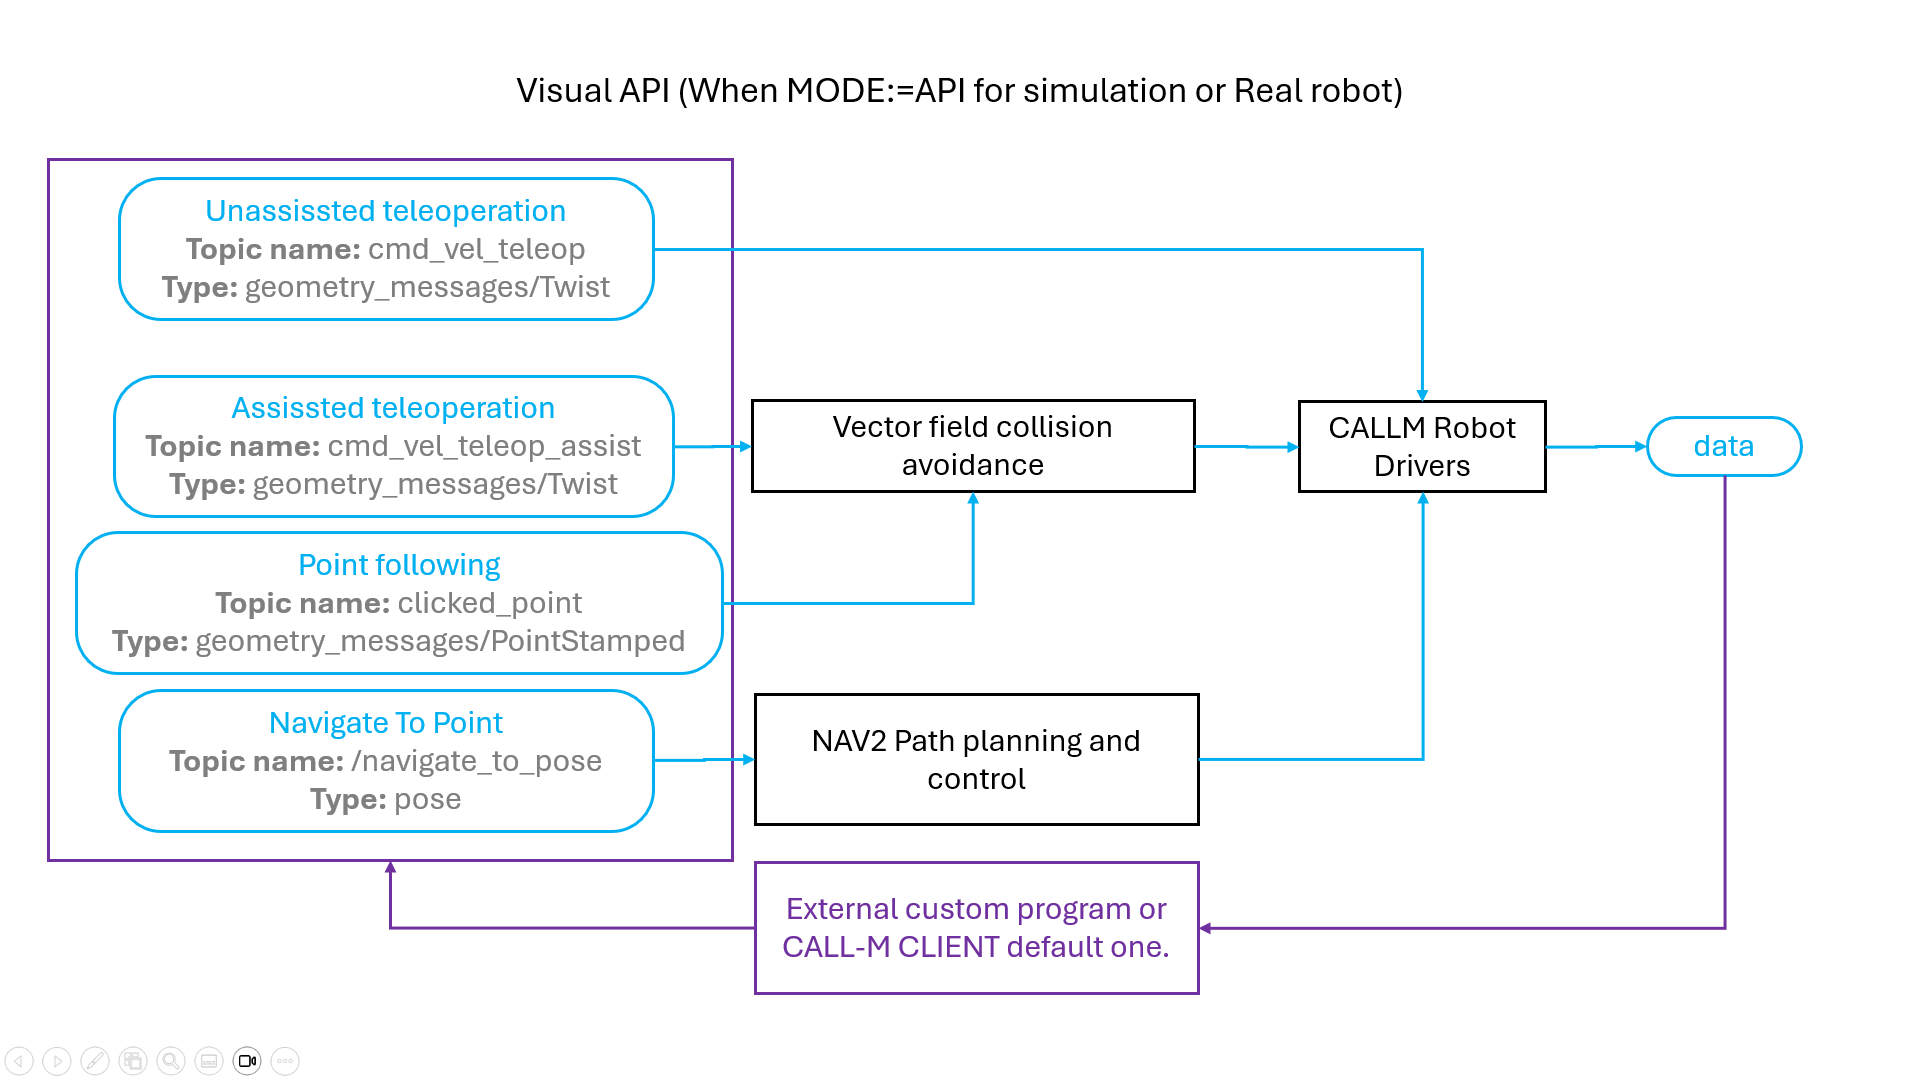 Visual API (When MODE:=API for simulation or Real robot)
Unassissted teleoperation
Topic name: cmd_vel_teleop
Type: geometry_messages/Twist
Assissted teleoperation
Topic name: cmd_vel_teleop_assist
Type: geometry_messages/Twist
Vector field collision
avoidance
CALLM Robot
Drivers
data
Point following
Topic name: clicked_point
Type: geometry_messages/PointStamped
Navigate To Point
Topic name: /navigate_to_pose
Type: pose
NAV2 Path planning and
control
External custom program or
CALL-M CLIENT default one.